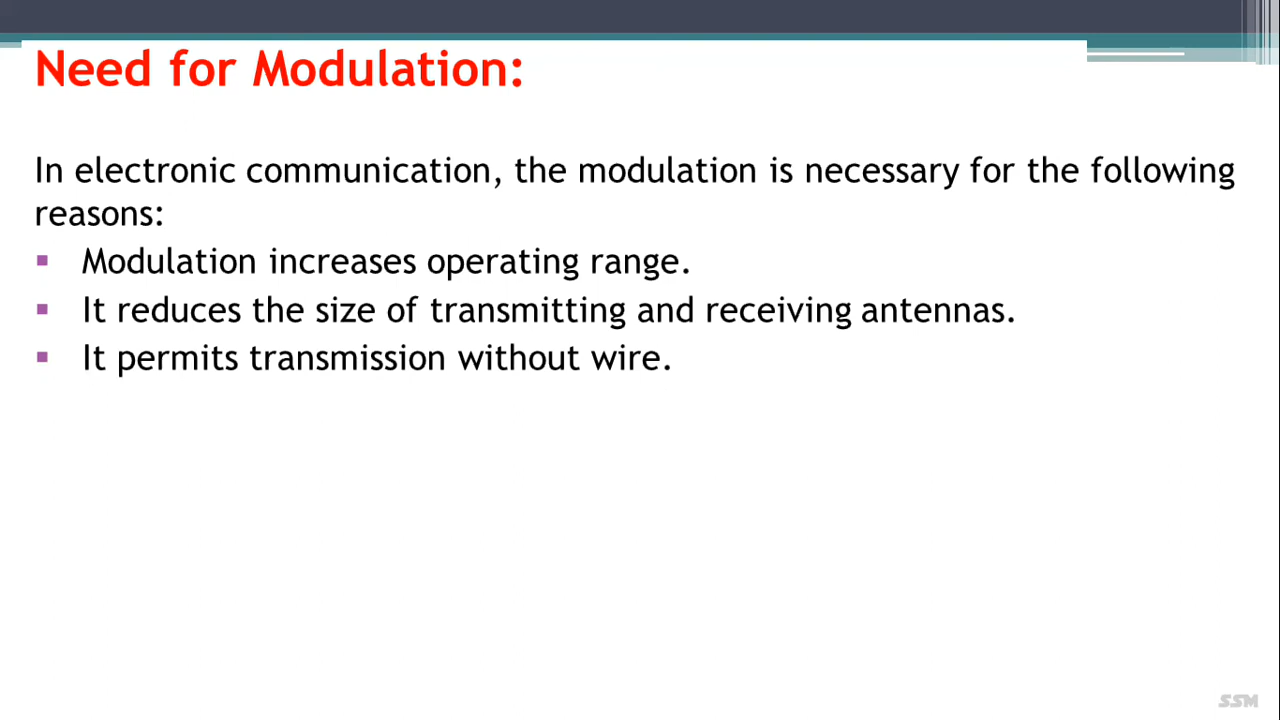 Need for Modulation:
In electronic communication, the modulation is necessary for the following
reasons:
▪ Modulation increases operating range.
▪ It reduces the size of transmitting and receiving antennas.
▪ It permits transmission without wire.
SSM